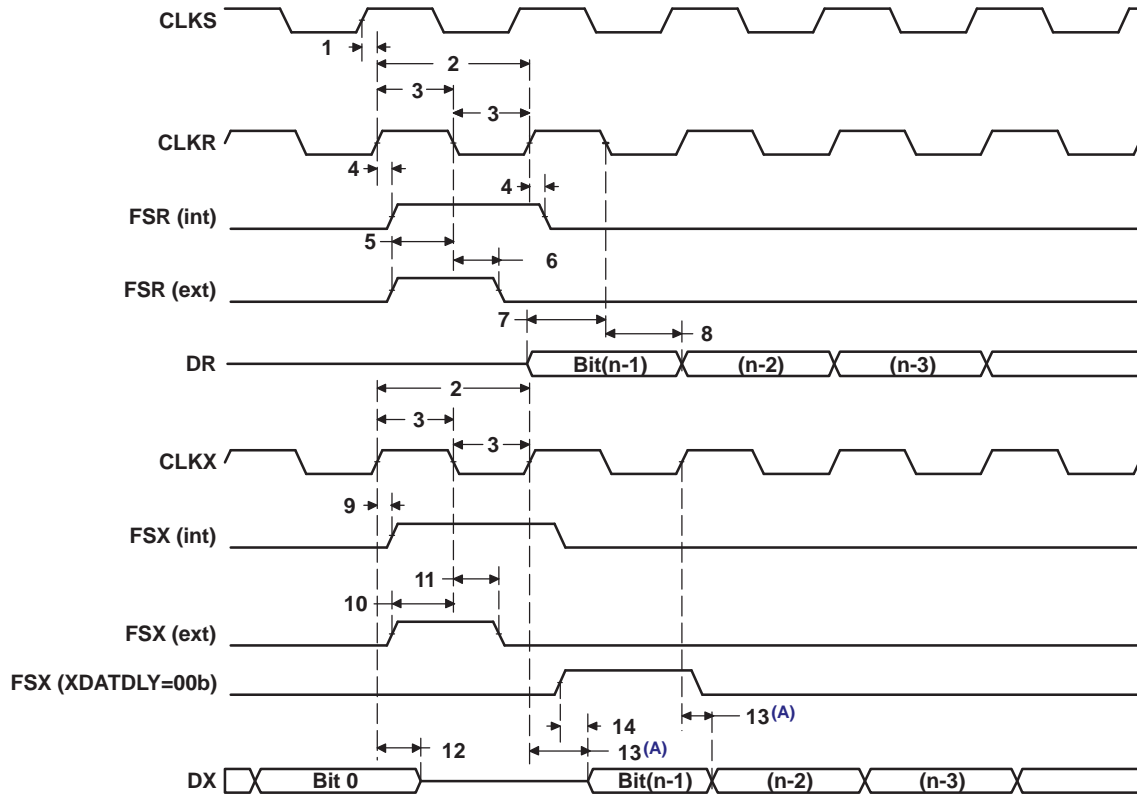 CLKS
1
2
3
3
CLKR
4
4
FSR (int)
5
6
FSR (ext)
7
8
DR
Bit(n-1) (n-2) (n-3)
2
3
3
CLKX
9
FSX (int)
11
10
FSX (ext)
FSX (XDATDLY=00b)
13(A)
14
12
13(A)
DX
Bit 0 Bit(n-1) (n-2) (n-3)